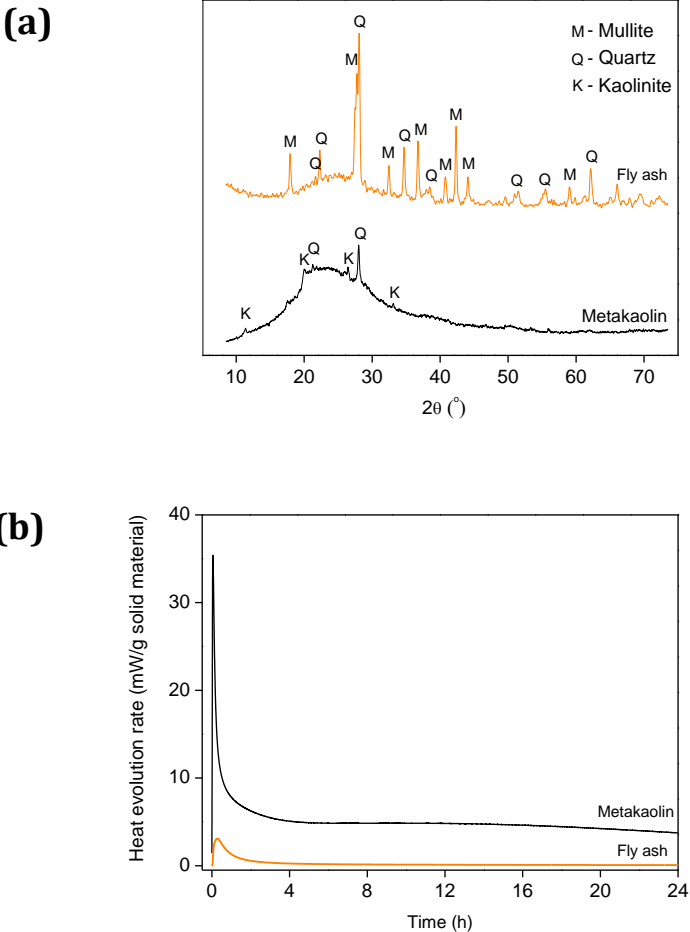 (a)
M - Mullite
Q - Quartz
K - Kaolinite
Q
M
M
Q
Q
M
Q
M
Q
M
M
M
Q
Q
M
Q
Fly ash
K
K
Q
K
Q
K
Metakaolin
10 20 30 40 50 60 70
2θ (°)
(b)
Heat evolution rate (mW/g solid material)
40
30
20
10
0
Metakaolin
Fly ash
0 4 8 12 16 20 24
Time (h)